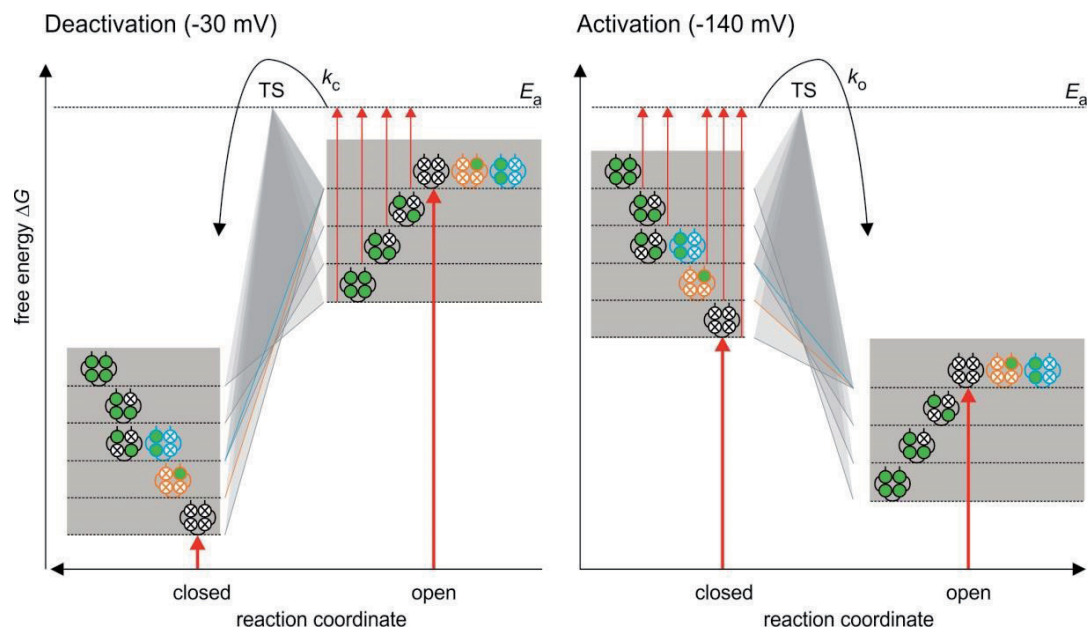 Deactivation (-30 mV)
Activation (-140 mV)
k_c
TS
E_a
k_o
TS
E_a
free energy ΔG
closed
open
reaction coordinate
closed
open
reaction coordinate